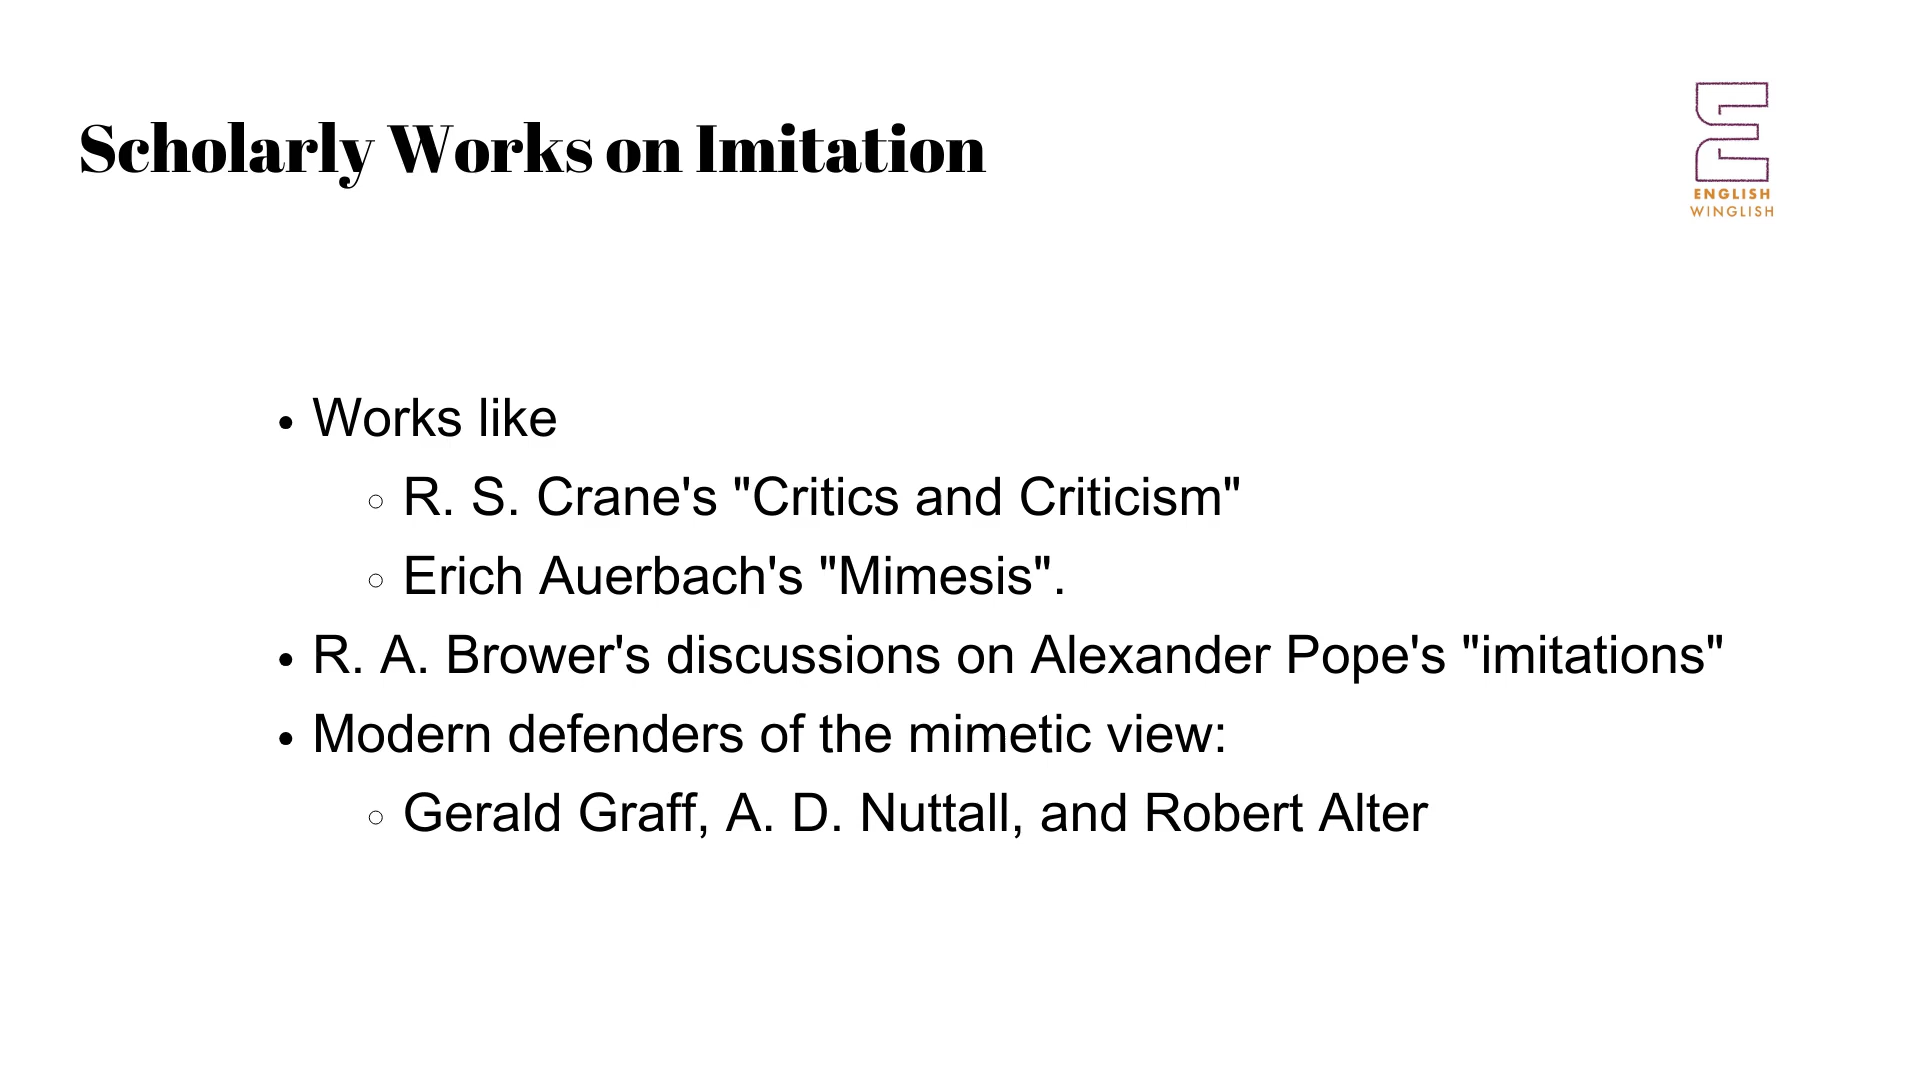 Scholarly Works on Imitation
ENGLISH
WINGLISH
• Works like
◦ R. S. Crane's "Critics and Criticism"
◦ Erich Auerbach's "Mimesis".
• R. A. Brower's discussions on Alexander Pope's "imitations"
• Modern defenders of the mimetic view:
◦ Gerald Graff, A. D. Nuttall, and Robert Alter